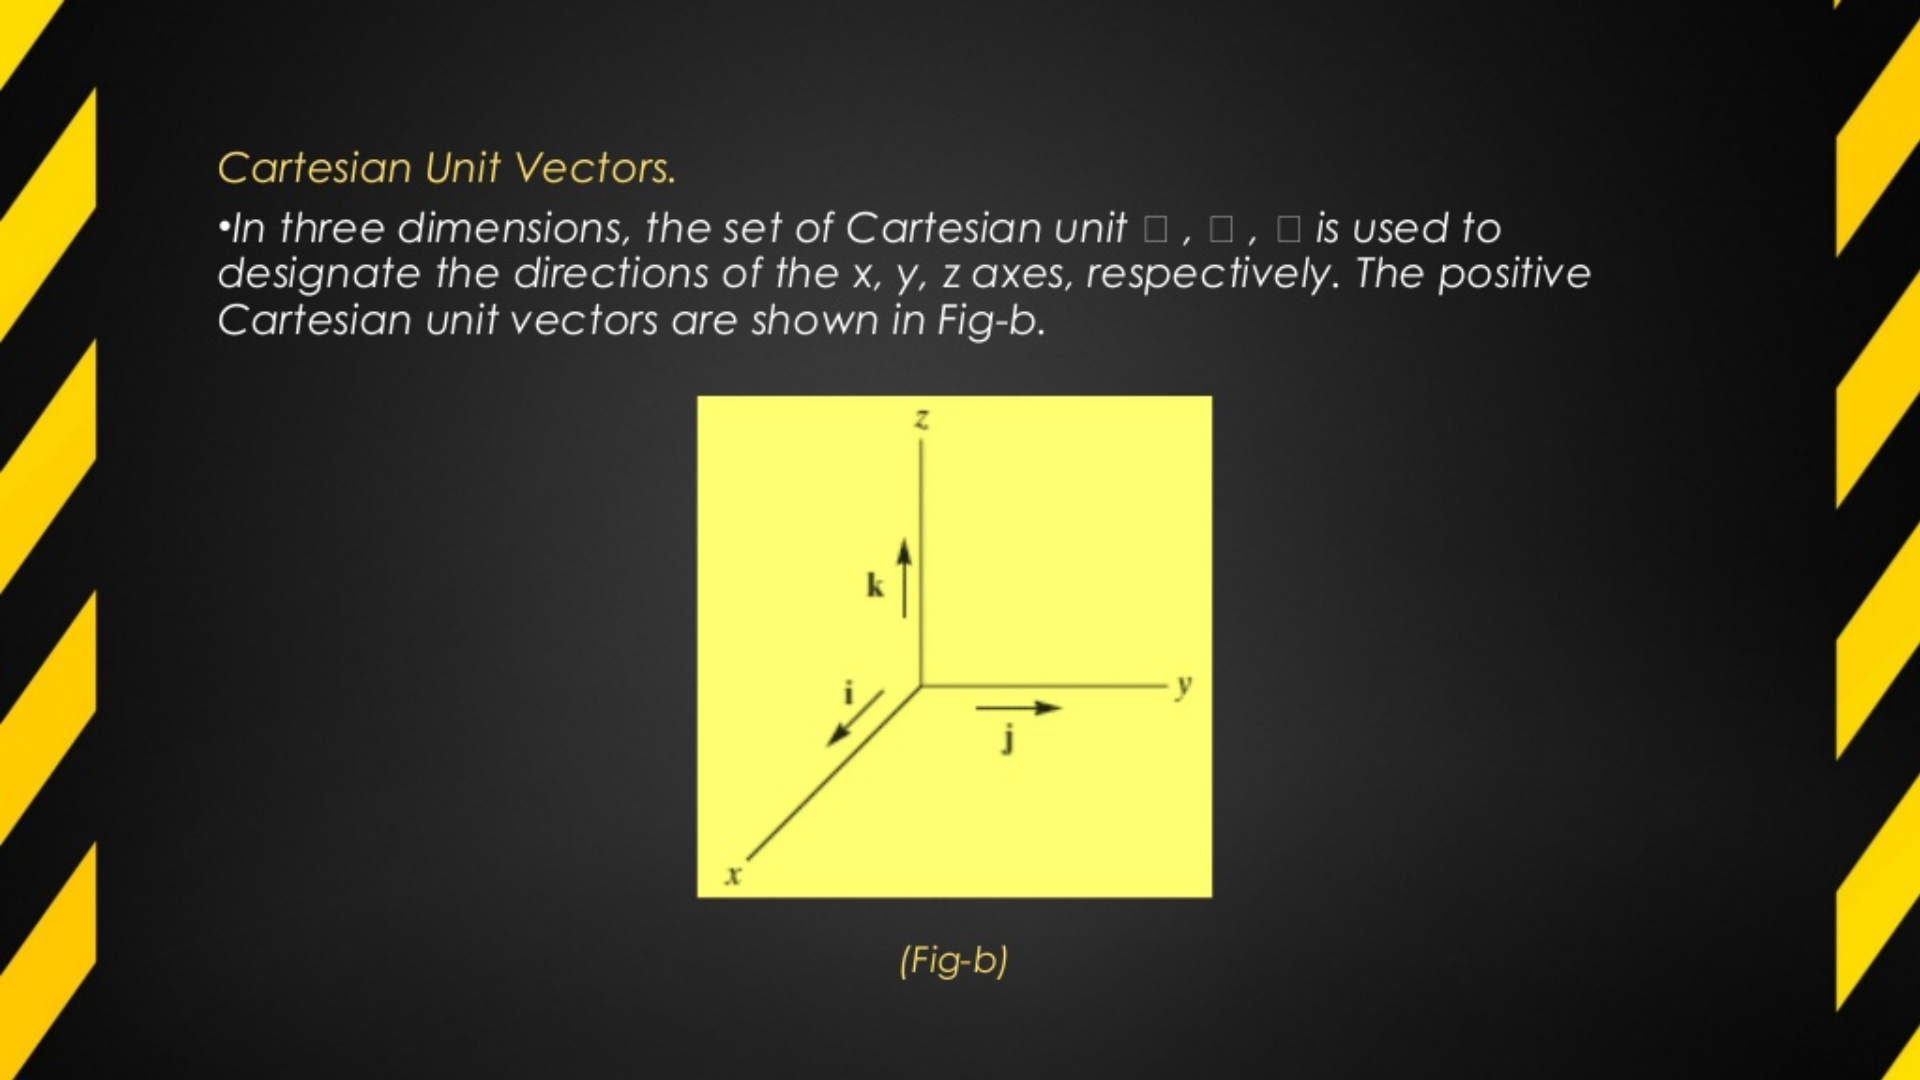 Cartesian Unit Vectors.
•In three dimensions, the set of Cartesian unit □ , □ , □ is used to
designate the directions of the x, y, z axes, respectively. The positive
Cartesian unit vectors are shown in Fig-b.
z
k
i
y
j
x
(Fig-b)